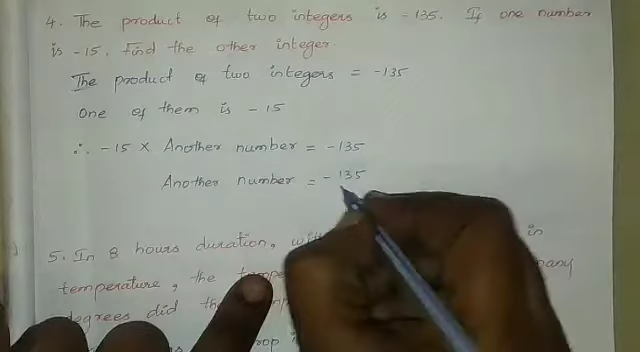 4. The product of two integers is -135. If one number
is -15. Find the other integer.
The product of two integers = -135
One of them is -15
∴ -15 × Another number = -135
Another number = -135
5. In 8 hours duration, in
temperature, the
degrees did the